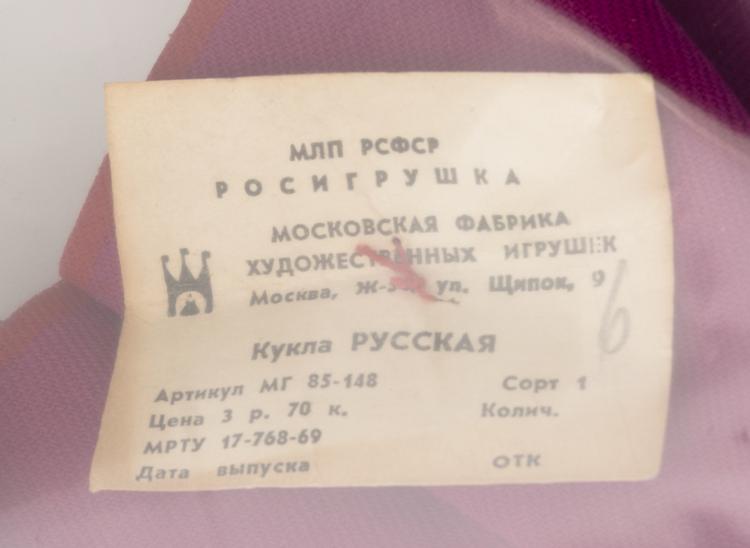 МЛП РСФСР
РОСИГРУШКА
МОСКОВСКАЯ ФАБРИКА
ХУДОЖЕСТВЕННЫХ ИГРУШЕК
Москва, ул. Щипок, 9
6
Кукла РУССКАЯ
Артикул МГ 85-148 Сорт 1
Цена 3 р. 70 к. Колич.
МРТУ 17-768-69
Дата выпуска ОТК